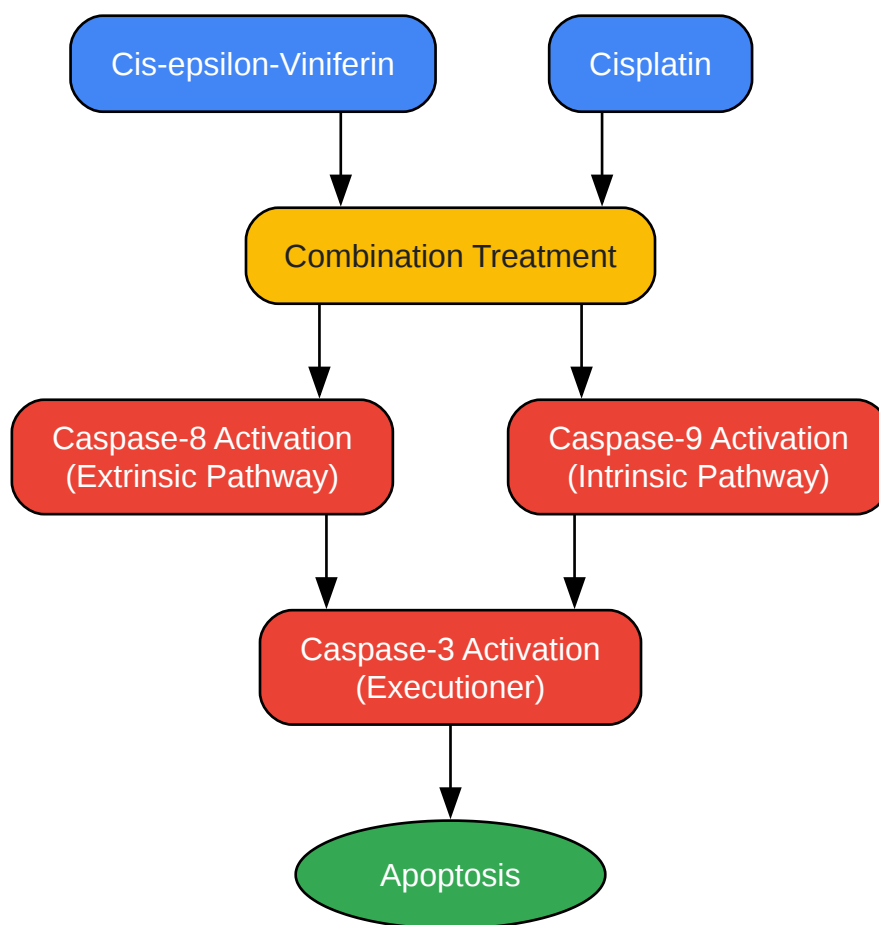 Cis-epsilon-Viniferin
Cisplatin
Combination Treatment
Caspase-8 Activation
(Extrinsic Pathway)
Caspase-9 Activation
(Intrinsic Pathway)
Caspase-3 Activation
(Executioner)
Apoptosis